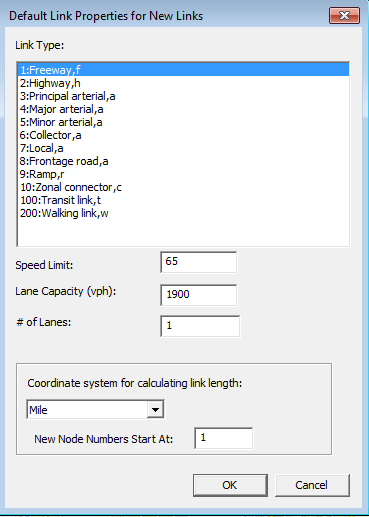 Default Link Properties for New Links
Link Type:
1:Freeway,f
2:Highway,h
3:Principal arterial,a
4:Major arterial,a
5:Minor arterial,a
6:Collector,a
7:Local,a
8:Frontage road,a
9:Ramp,r
10:Zonal connector,c
100:Transit link,t
200:Walking link,w
Speed Limit: 65
Lane Capacity (vph): 1900
# of Lanes: 1
Coordinate system for calculating link length:
Mile
New Node Numbers Start At: 1
OK Cancel